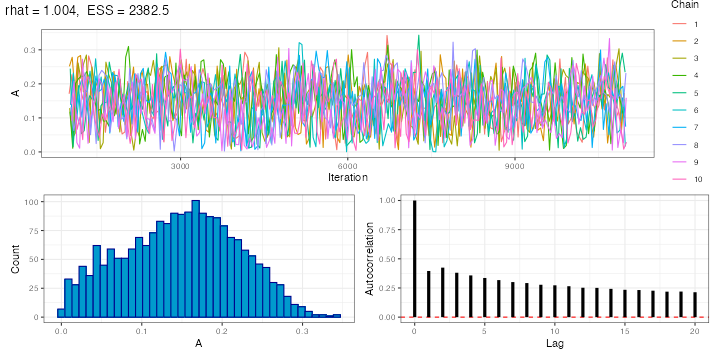 rhat = 1.004, ESS = 2382.5
Chain
1
2
3
4
5
6
7
8
9
10
A
0.3
0.2
0.1
0.0
3000 6000 9000
Iteration
Count
100
75
50
25
0
0.0 0.1 0.2 0.3
A
Autocorrelation
1.00
0.75
0.50
0.25
0.00
0 5 10 15 20
Lag